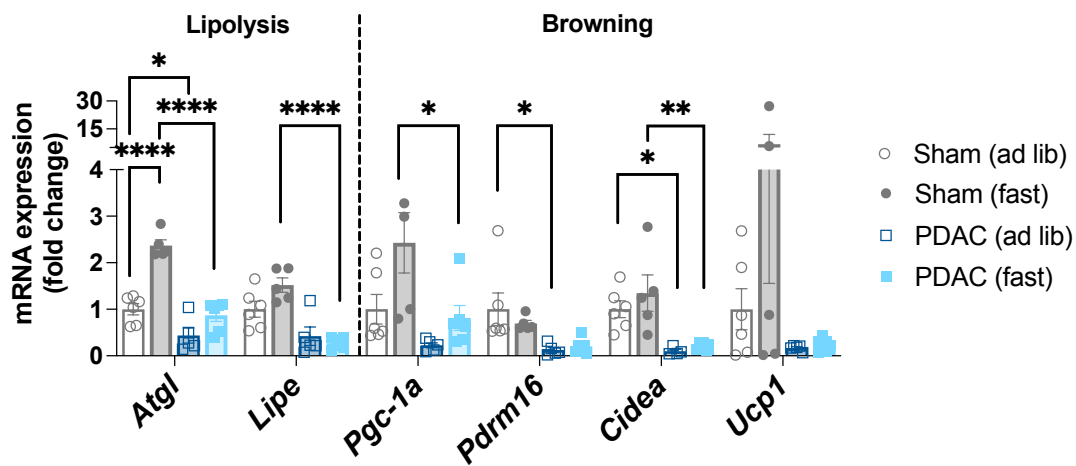 Lipolysis
Browning
*
****
****
****
*
*
**
*
mRNA expression
(fold change)
30
15
4
3
2
1
0
Atgl
Lipe
Pgc-1a
Pdrm16
Cidea
Ucp1
Sham (ad lib)
Sham (fast)
PDAC (ad lib)
PDAC (fast)